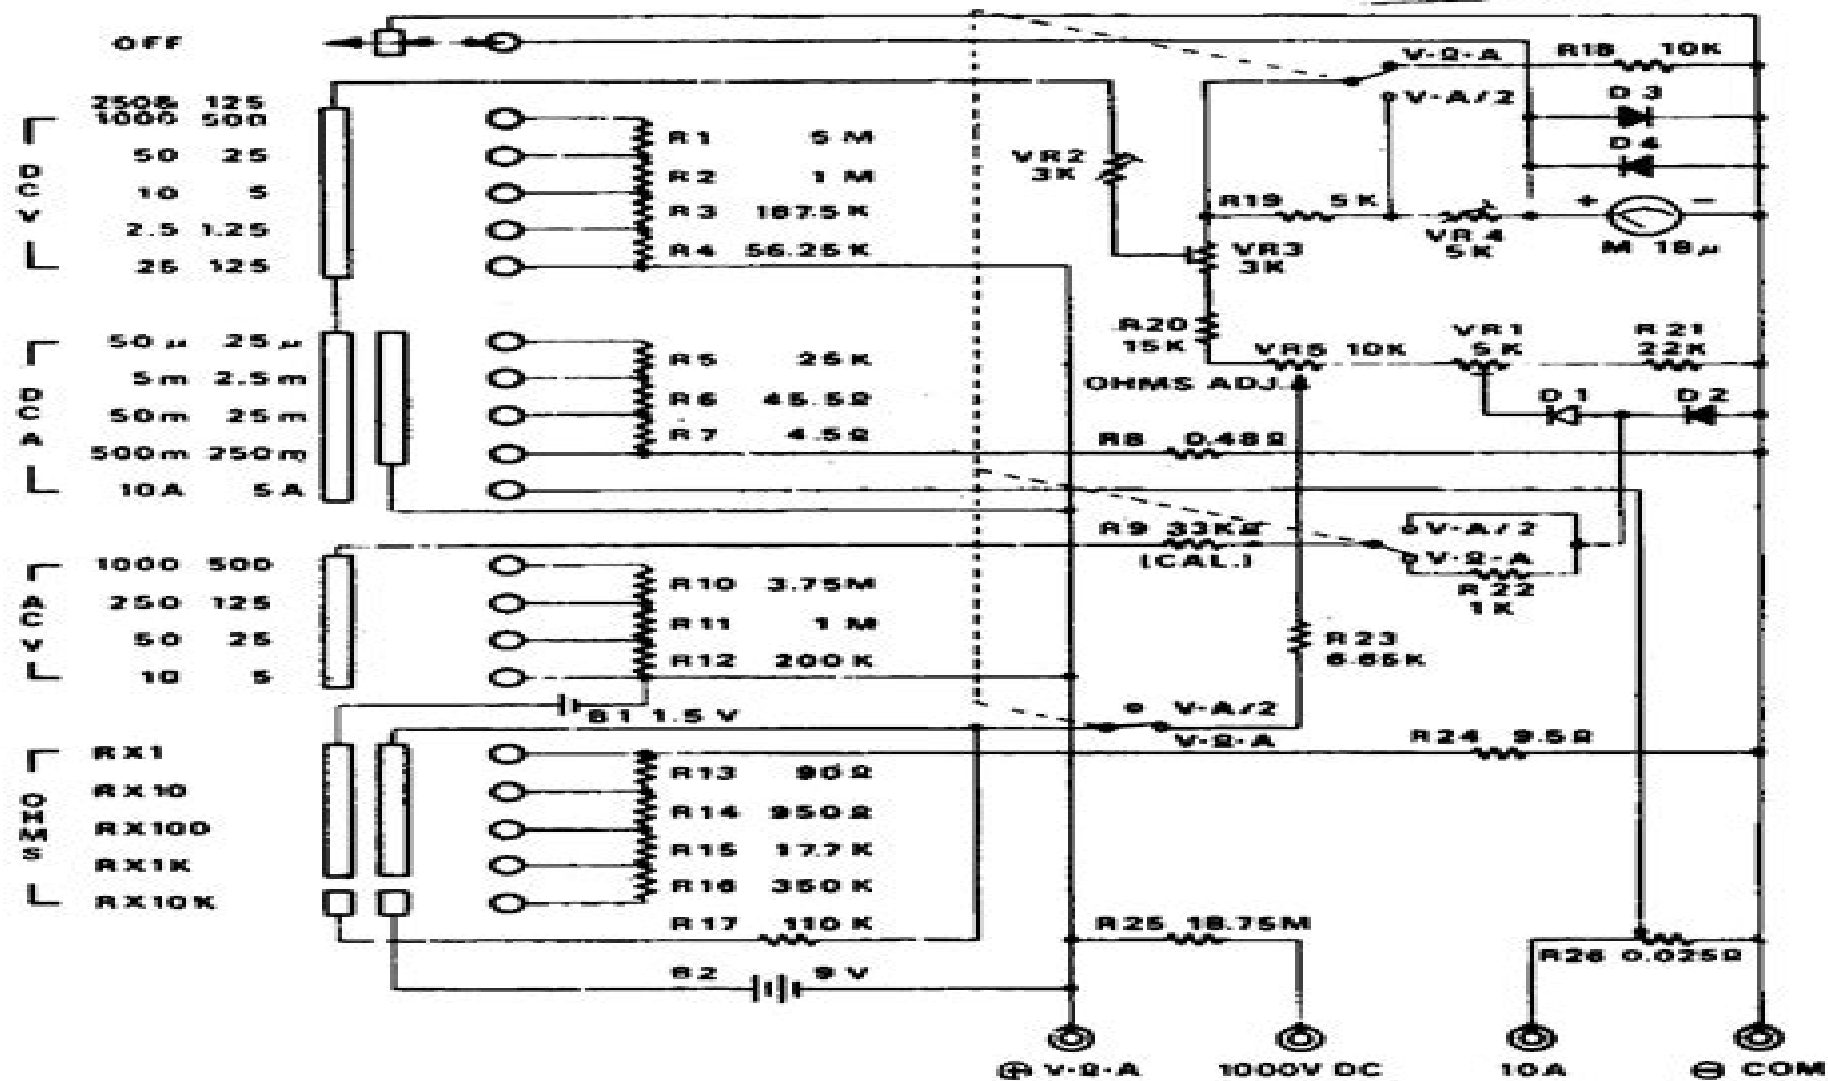 OFF
V-Ω-A
R18 10K
250& 125
1000 500
V-A/2
D3
R1 5 M
D4
50 25
VR2
3K
R2 1 M
10 5
R19 5K
+ −
R3 187.5 K
2.5 1.25
VR4
5K
M 18μ
VR3
3K
R4 56.25K
25 125
DCV
50μ 25μ
R20
15K
VR1
5K
R21
22K
R5 25K
VR5 10K
5m 2.5m
OHMS ADJ.
R6 45.5Ω
D1 D2
50m 25m
R7 4.5Ω
R8 0.48Ω
500m 250m
10A 5A
DCA
R9 33KΩ
(CAL.)
V-A/2
V-Ω-A
1000 500
R10 3.75M
R22
1K
250 125
R11 1 M
R23
6.65K
50 25
R12 200K
10 5
ACV
B1 1.5 V
V-A/2
V-Ω-A
R24 9.5Ω
RX1
R13 90Ω
RX10
R14 950Ω
RX100
R15 17.7K
RX1K
R16 350K
RX10K
OHMS
R17 110 K
R25 18.75M
R26 0.025Ω
B2 9 V
⊕ V-Ω-A
1000V DC
10A
⊖ COM